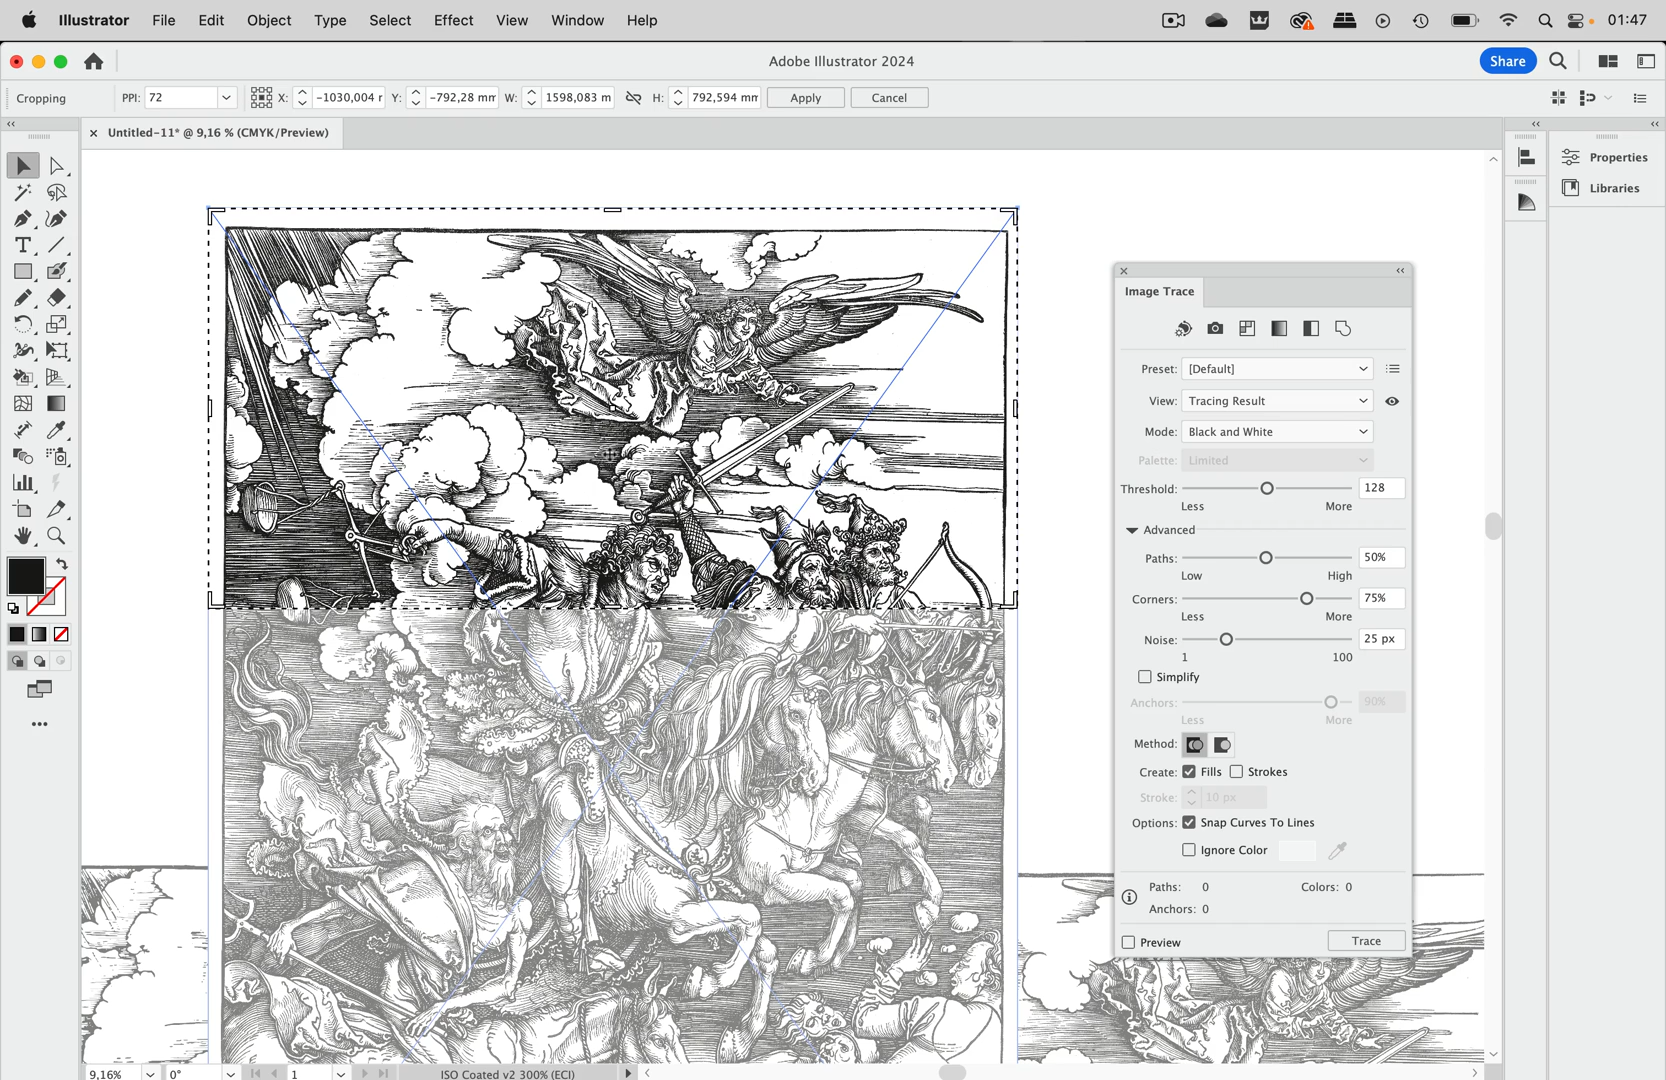 Illustrator File Edit Object Type Select Effect View Window Help 01:47
Adobe Illustrator 2024 Share
Cropping PPI: 72 X: -1030,004 r Y: -792,28 mm W: 1598,083 m H: 792,594 mm Apply Cancel
Untitled-11* @ 9,16 % (CMYK/Preview)
Properties
Libraries
Image Trace
Preset: [Default]
View: Tracing Result
Mode: Black and White
Palette: Limited
Threshold: 128
Less More
Advanced
Paths: 50%
Low High
Corners: 75%
Less More
Noise: 25 px
1 100
Simplify
Anchors: 90%
Less More
Method:
Create: Fills Strokes
Stroke: 10 px
Options: Snap Curves To Lines
Ignore Color
Paths: 0 Colors: 0
Anchors: 0
Preview Trace
9,16% 0° 1 ISO Coated v2 300% (ECI)